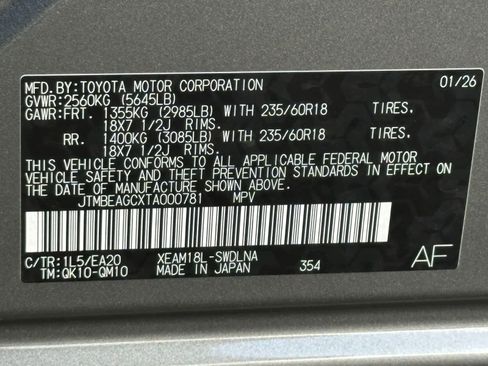 MFD.BY:TOYOTA MOTOR CORPORATION 01/26
GVWR:2560KG (5645LB)
GAWR:FRT. 1355KG (2985LB) WITH 235/60R18 TIRES.
18X7 1/2J RIMS.
RR. 1400KG (3085LB) WITH 235/60R18 TIRES.
18X7 1/2J RIMS.
THIS VEHICLE CONFORMS TO ALL APPLICABLE FEDERAL MOTOR
VEHICLE SAFETY AND THEFT PREVENTION STANDARDS IN EFFECT
ON THE DATE OF MANUFACTURE SHOWN ABOVE.
JTMBEAGCXTA000781 MPV
C/TR:1L5/EA20 XEAM18L-SWDLNA
TM:QK10-QM10 MADE IN JAPAN 354 AF